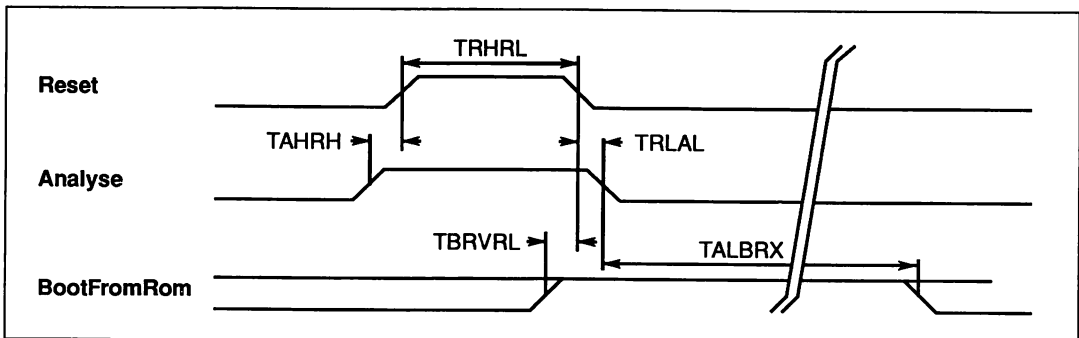 TRHRL
Reset
TAHRH
TRLAL
Analyse
TBRVRL
TALBRX
BootFromRom